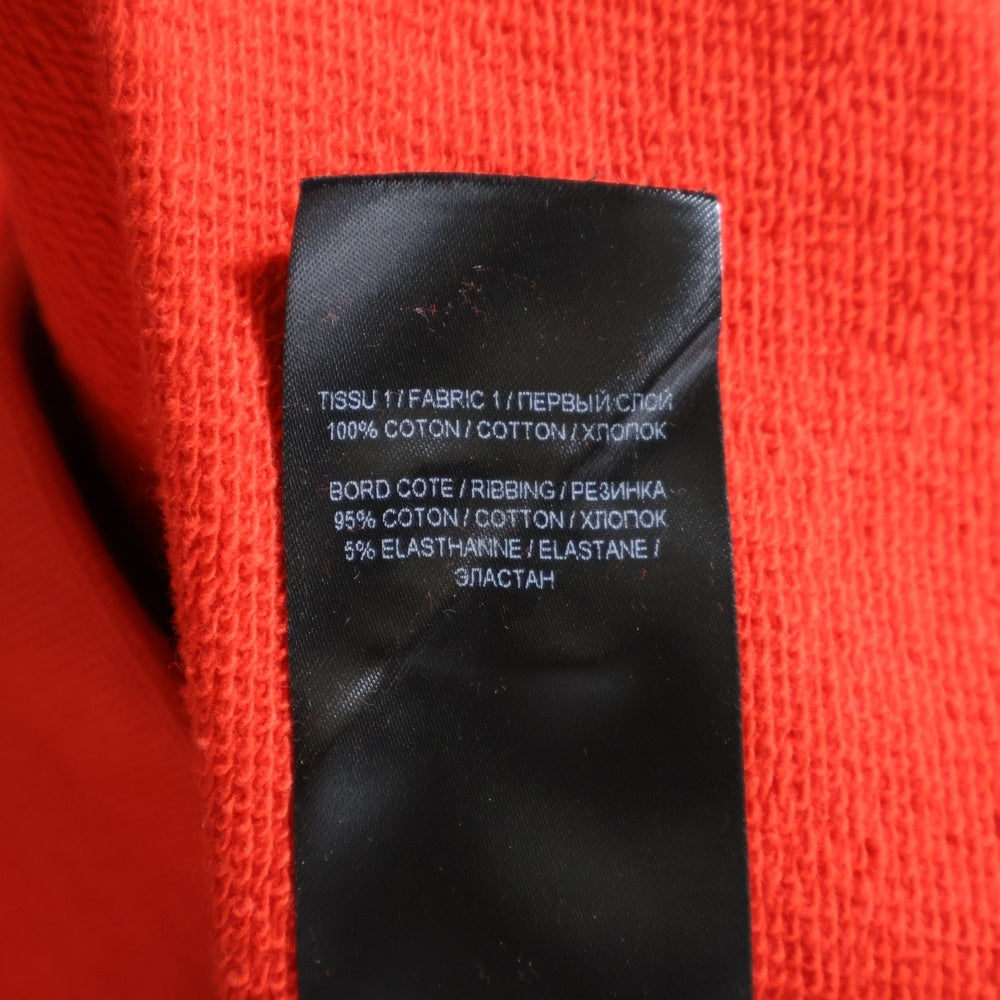 TISSU 1 / FABRIC 1 / ПЕРВЫЙ СЛОЙ
100% COTON / COTTON / ХЛОПОК
BORD COTE / RIBBING / РЕЗИНКА
95% COTON / COTTON / ХЛОПОК
5% ELASTHANNE / ELASTANE /
ЭЛАСТАН